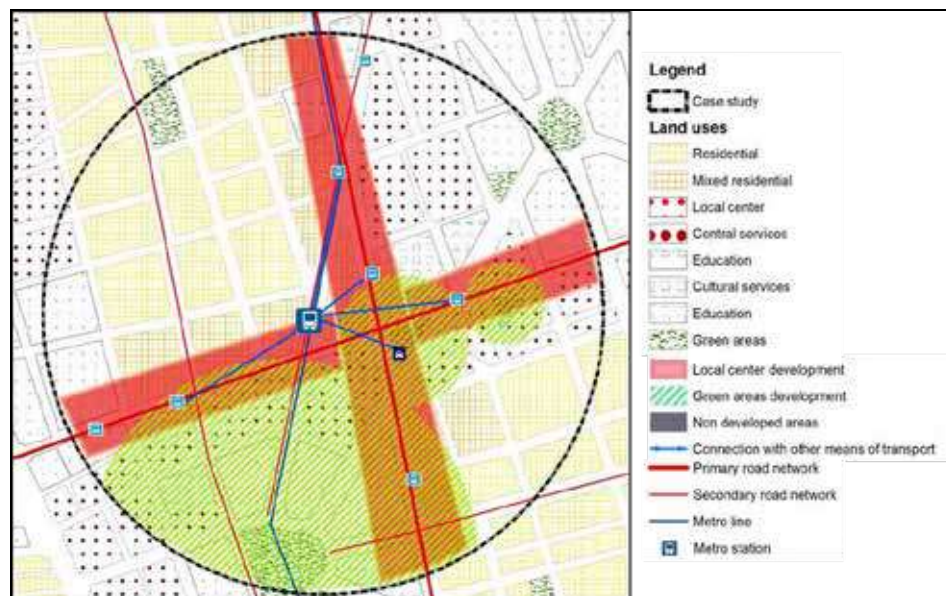 Legend
Case study
Land uses
Residential
Mixed residential
Local center
Central services
Education
Cultural services
Education
Green areas
Local center development
Green areas development
Non developed areas
Connection with other means of transport
Primary road network
Secondary road network
Metro line
Metro station